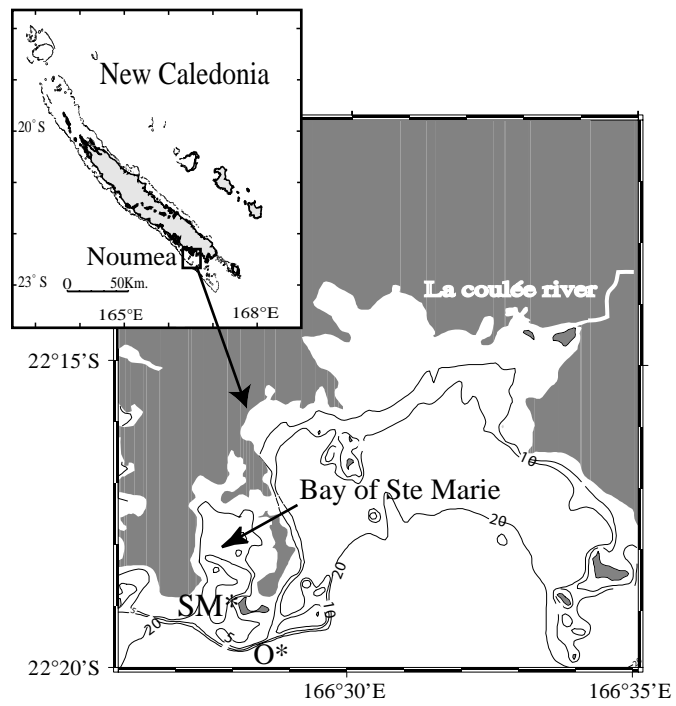 New Caledonia
20°S
Noumea
0 50Km.
23°S
165°E
168°E
La coulée river
22°15'S
10
Bay of Ste Marie
20
20
10
SM*
20
5
O*
22°20'S
166°30'E
166°35'E